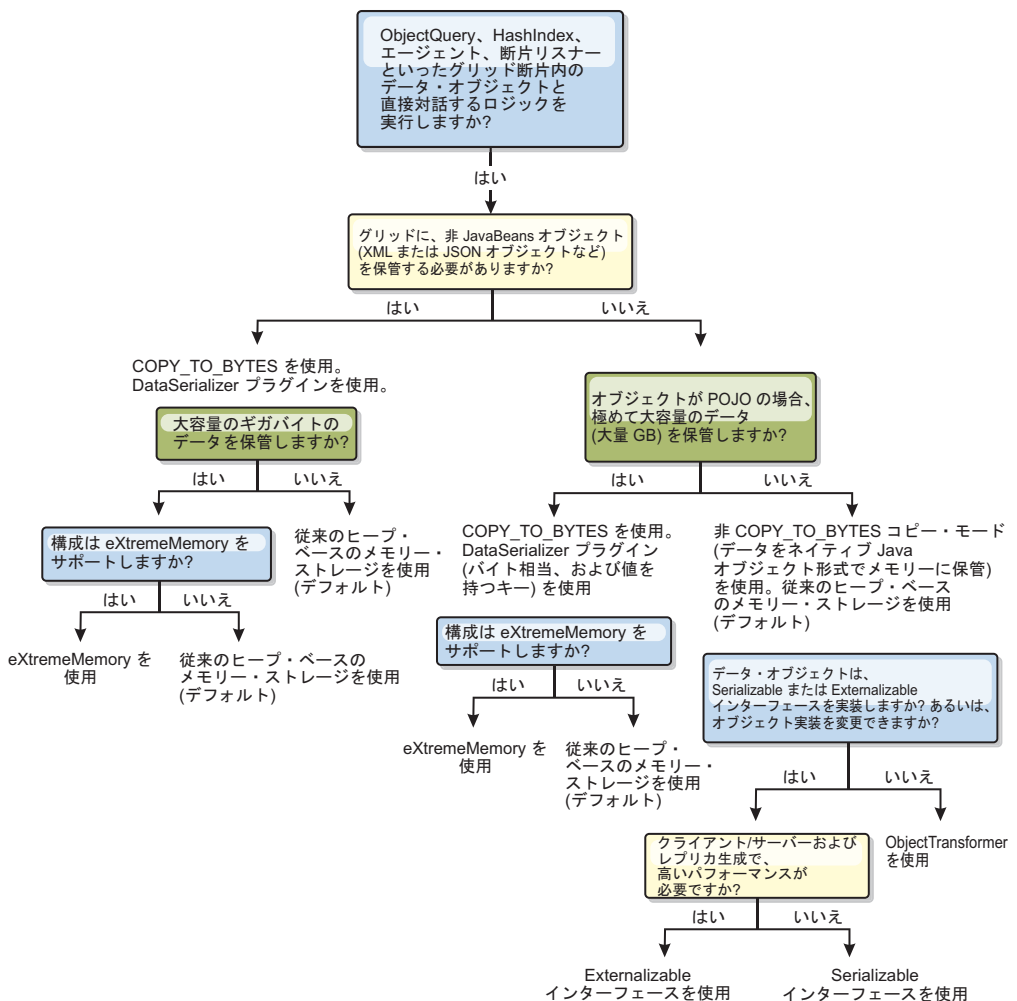 ObjectQuery、HashIndex、
エージェント、断片リスナー
といったグリッド断片内の
データ・オブジェクトと
直接対話するロジックを
実行しますか?
はい
グリッドに、非 JavaBeans オブジェクト
(XML または JSON オブジェクトなど)
を保管する必要がありますか?
はい
いいえ
COPY_TO_BYTES を使用。
DataSerializer プラグインを使用。
大容量のギガバイトの
データを保管しますか?
はい
いいえ
構成は eXtremeMemory を
サポートしますか?
従来のヒープ・
ベースのメモリー・
ストレージを使用
(デフォルト)
はい
いいえ
eXtremeMemory を
使用
従来のヒープ・ベースの
メモリー・ストレージを使用
(デフォルト)
オブジェクトが POJO の場合、
極めて大容量のデータ
(大量 GB) を保管しますか?
はい
いいえ
COPY_TO_BYTES を使用。
DataSerializer プラグイン
(バイト相当、および値を
持つキー) を使用
構成は eXtremeMemory を
サポートしますか?
はい
いいえ
eXtremeMemory を
使用
従来のヒープ・
ベースのメモリー・
ストレージを使用
(デフォルト)
非 COPY_TO_BYTES コピー・モード
(データをネイティブ Java
オブジェクト形式でメモリーに保管)
を使用。従来のヒープ・ベース
のメモリー・ストレージを使用
(デフォルト)
データ・オブジェクトは、
Serializable または Externalizable
インターフェースを実装しますか? あるいは、
オブジェクト実装を変更できますか?
はい
いいえ
クライアント/サーバーおよび
レプリカ生成で、
高いパフォーマンスが
必要ですか?
ObjectTransformer
を使用
はい
いいえ
Externalizable
インターフェースを使用
Serializable
インターフェースを使用